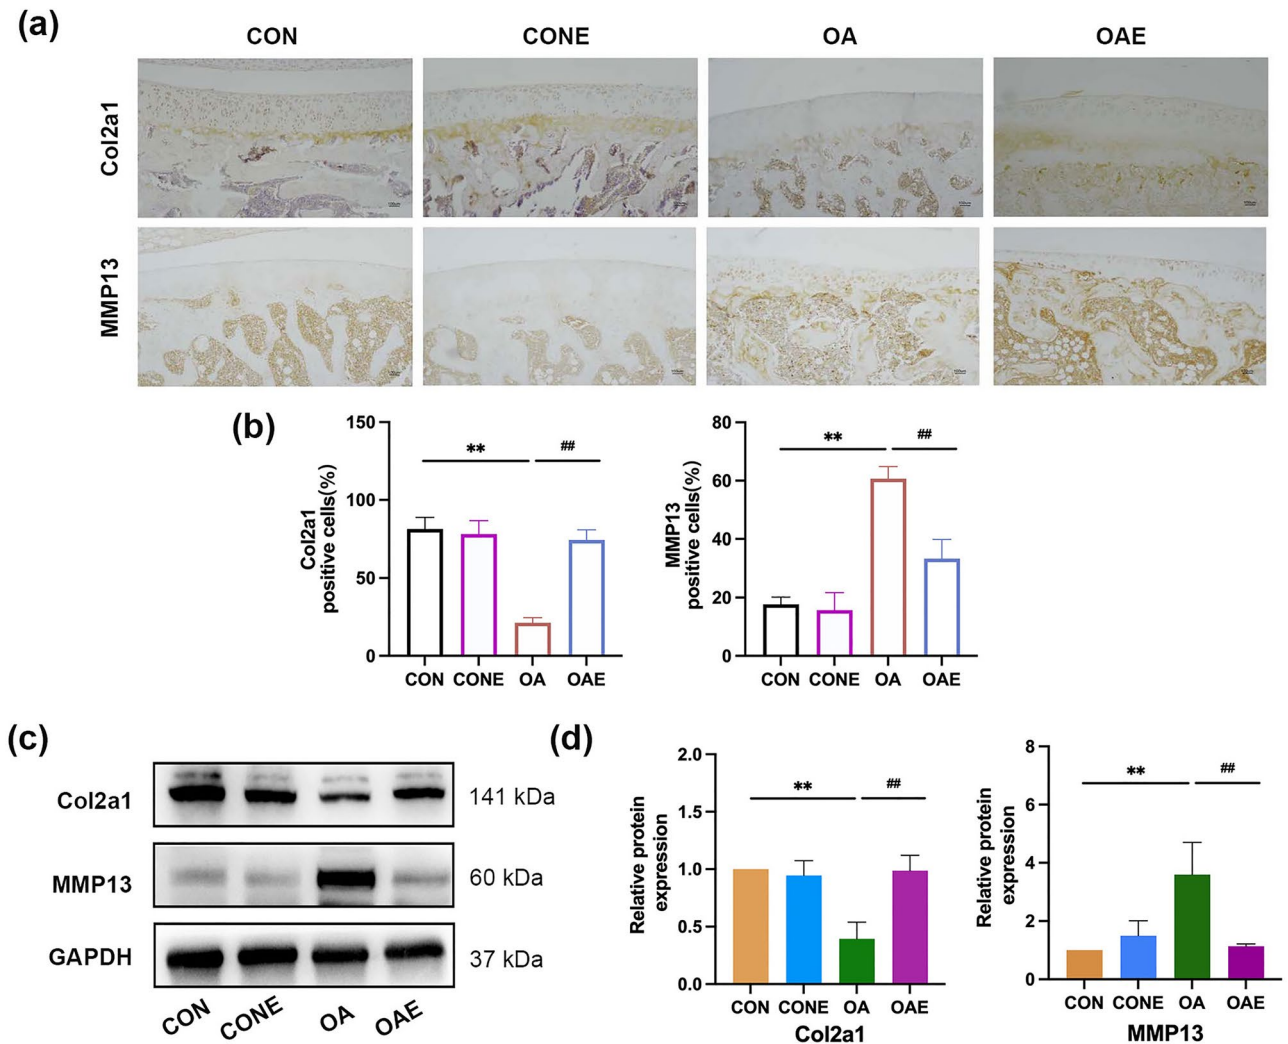 (a)
CON CONE OA OAE
Col2a1
MMP13
(b)
150
100
50
0
Col2a1
positive cells(%)
** ##
CON CONE OA OAE
80
60
40
20
0
MMP13
positive cells(%)
** ##
CON CONE OA OAE
(c)
Col2a1 141 kDa
MMP13 60 kDa
GAPDH 37 kDa
CON CONE OA OAE
(d)
2.0
1.5
1.0
0.5
0.0
Relative protein
expression
** ##
CON CONE OA OAE
Col2a1
8
6
4
2
0
Relative protein
expression
** ##
CON CONE OA OAE
MMP13